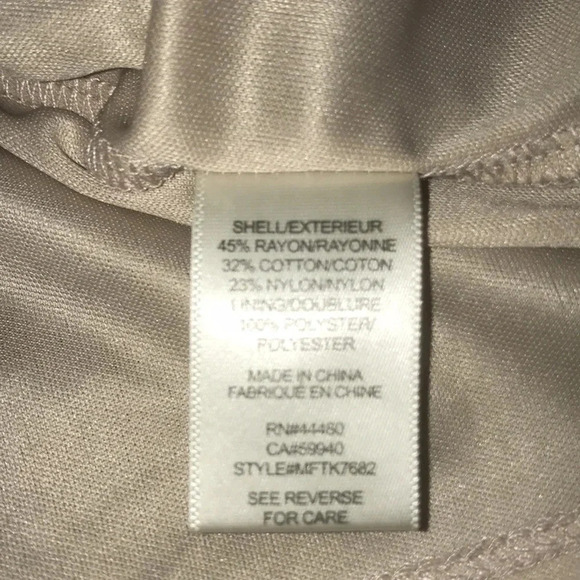 SHELL/EXTERIEUR
45% RAYON/RAYONNE
32% COTTON/COTON
23% NYLON/NYLON
LINING/DOUBLURE
100% POLYSTER/
POLYESTER
MADE IN CHINA
FABRIQUE EN CHINE
RN#44480
CA#59940
STYLE#MFTK7682
SEE REVERSE
FOR CARE